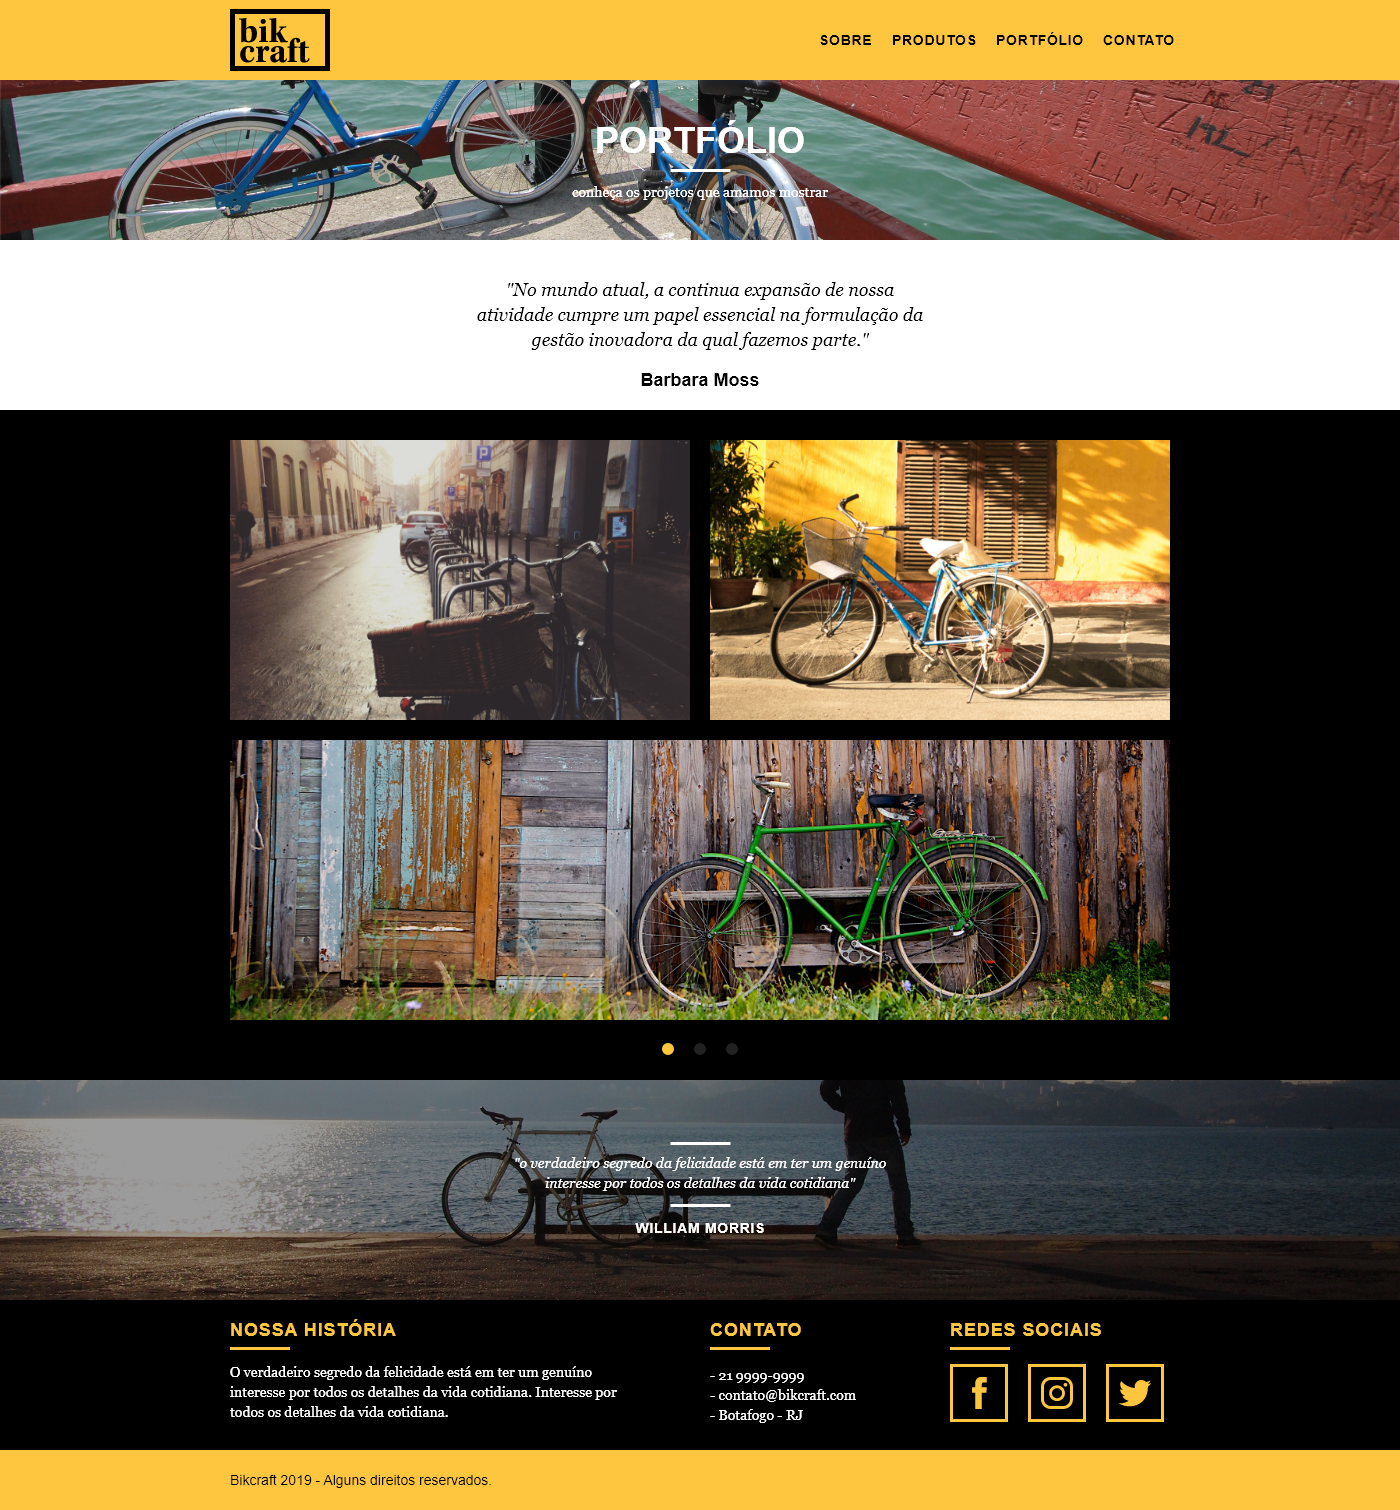 bik
craft
SOBRE PRODUTOS PORTFÓLIO CONTATO
PORTFÓLIO
conheça os projetos que amamos mostrar
"No mundo atual, a continua expansão de nossa
atividade cumpre um papel essencial na formulação da
gestão inovadora da qual fazemos parte."
Barbara Moss
P
"o verdadeiro segredo da felicidade está em ter um genuíno
interesse por todos os detalhes da vida cotidiana"
WILLIAM MORRIS
NOSSA HISTÓRIA
O verdadeiro segredo da felicidade está em ter um genuíno
interesse por todos os detalhes da vida cotidiana. Interesse por
todos os detalhes da vida cotidiana.
CONTATO
- 21 9999-9999
- contato@bikcraft.com
- Botafogo - RJ
REDES SOCIAIS
Bikcraft 2019 - Alguns direitos reservados.